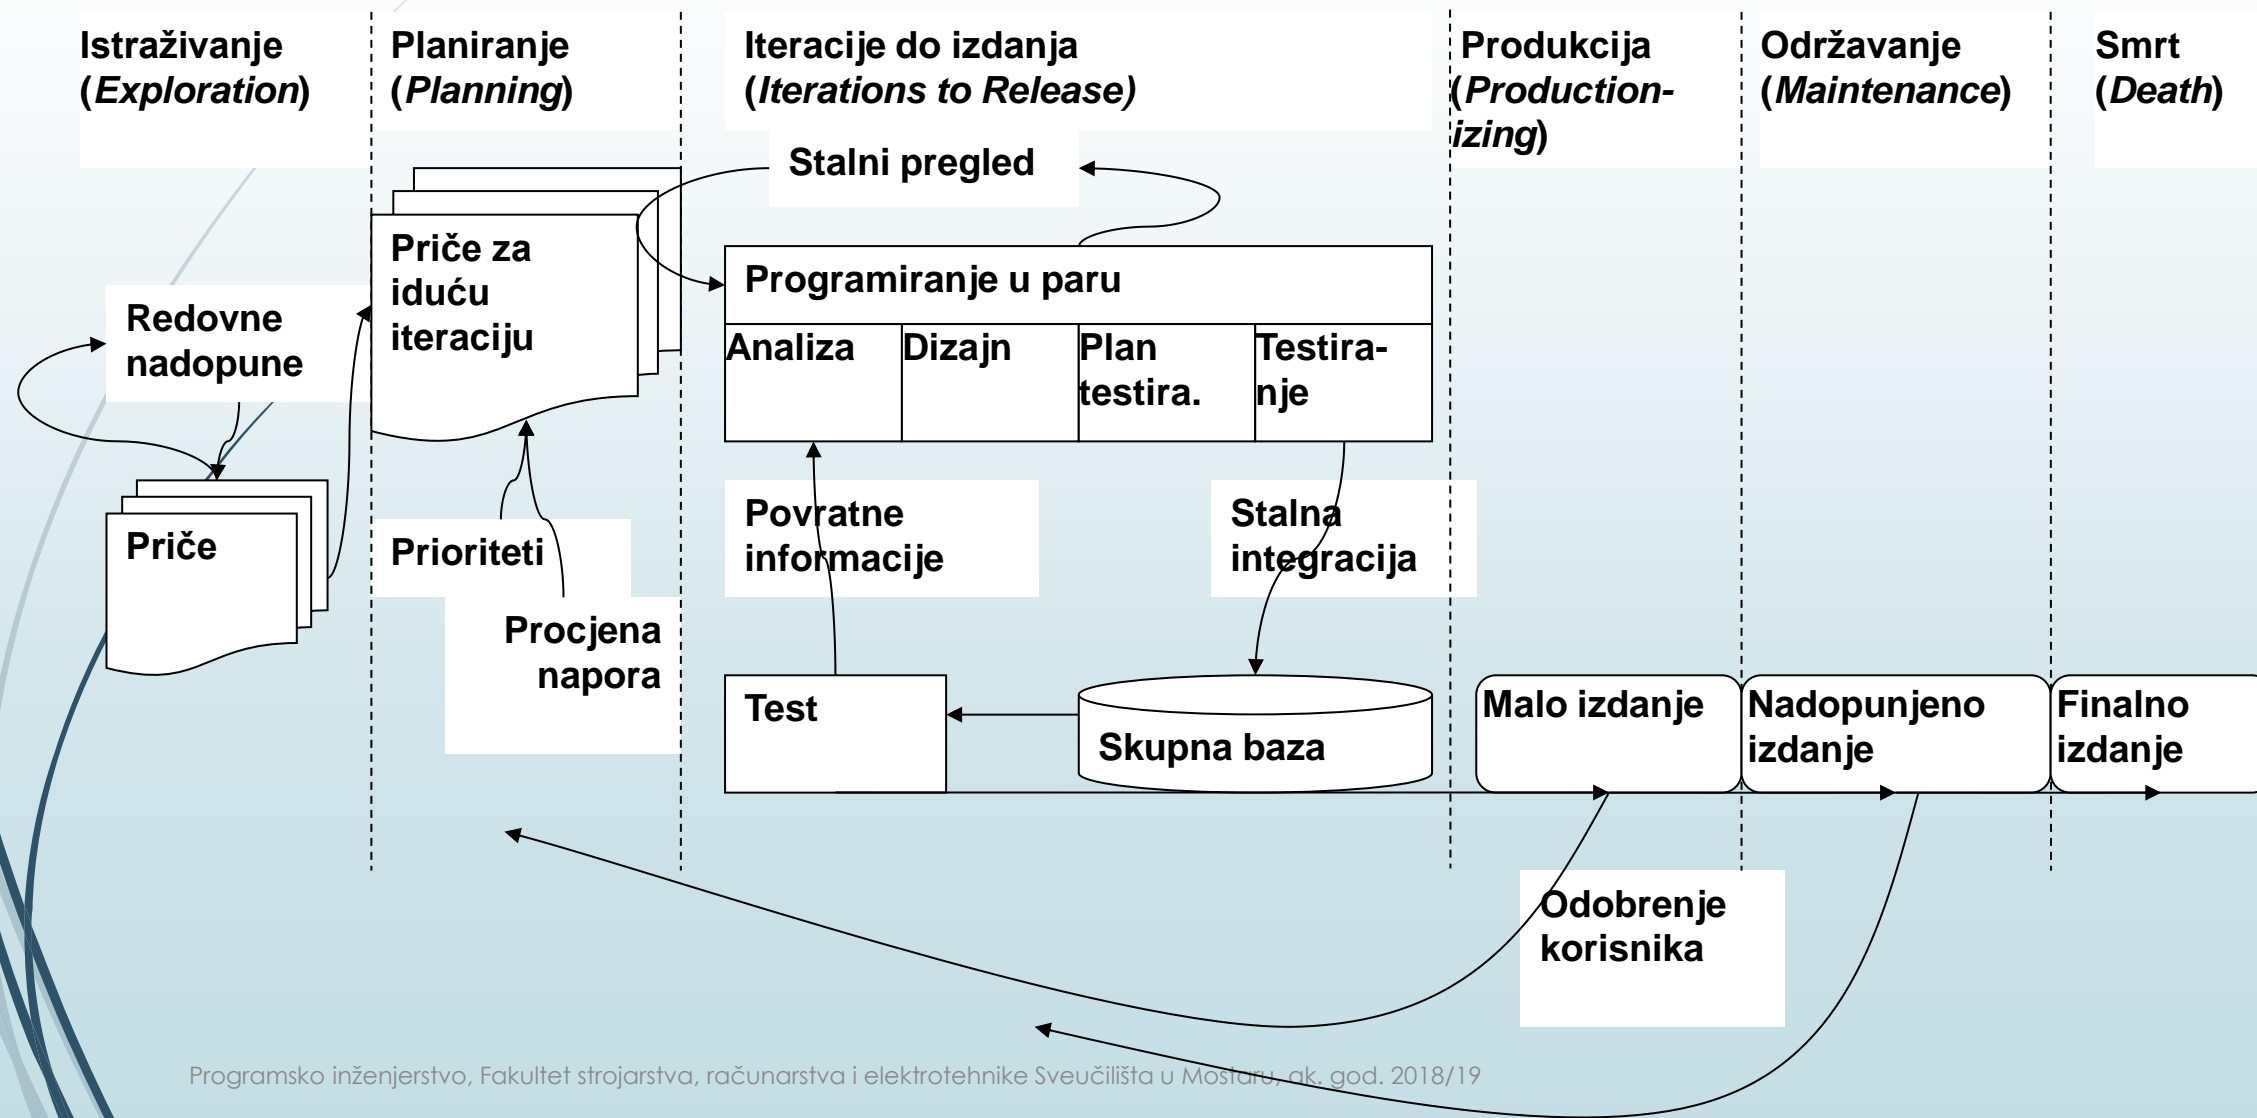 Istraživanje
(Exploration)
Planiranje
(Planning)
Iteracije do izdanja
(Iterations to Release)
Produkcija
(Production-
izing)
Održavanje
(Maintenance)
Smrt
(Death)
Stalni pregled
Priče za
iduću
iteraciju
Redovne
nadopune
Programiranje u paru
Analiza
Dizajn
Plan
testira.
Testira-
nje
Priče
Prioriteti
Procjena
napora
Povratne
informacije
Stalna
integracija
Test
Skupna baza
Malo izdanje
Nadopunjeno
izdanje
Finalno
izdanje
Odobrenje
korisnika
Programsko inženjerstvo, Fakultet strojarstva, računarstva i elektrotehnike Sveučilišta u Mostaru, ak. god. 2018/19